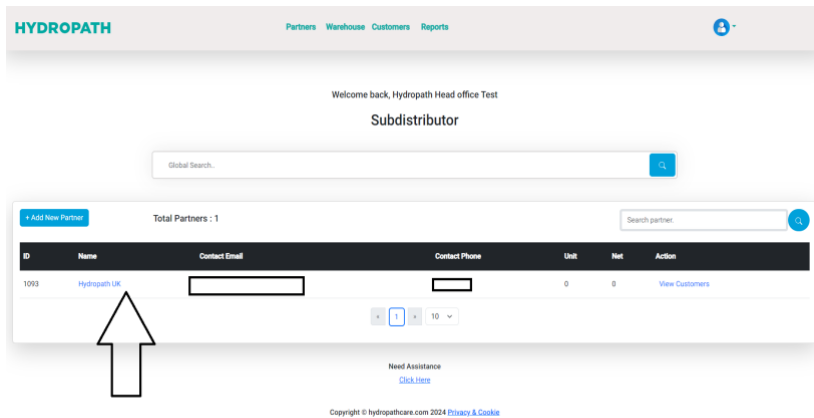 HYDROPATH
Partners Warehouse Customers Reports
Welcome back, Hydropath Head office Test
Subdistributor
Global Search..
+ Add New Partner
Total Partners : 1
Search partner.
ID Name Contact Email Contact Phone Unit Net Action
1093 Hydropath UK 0 0 View Customers
« 1 » 10
Need Assistance
Click Here
Copyright © hydropathcare.com 2024 Privacy & Cookie